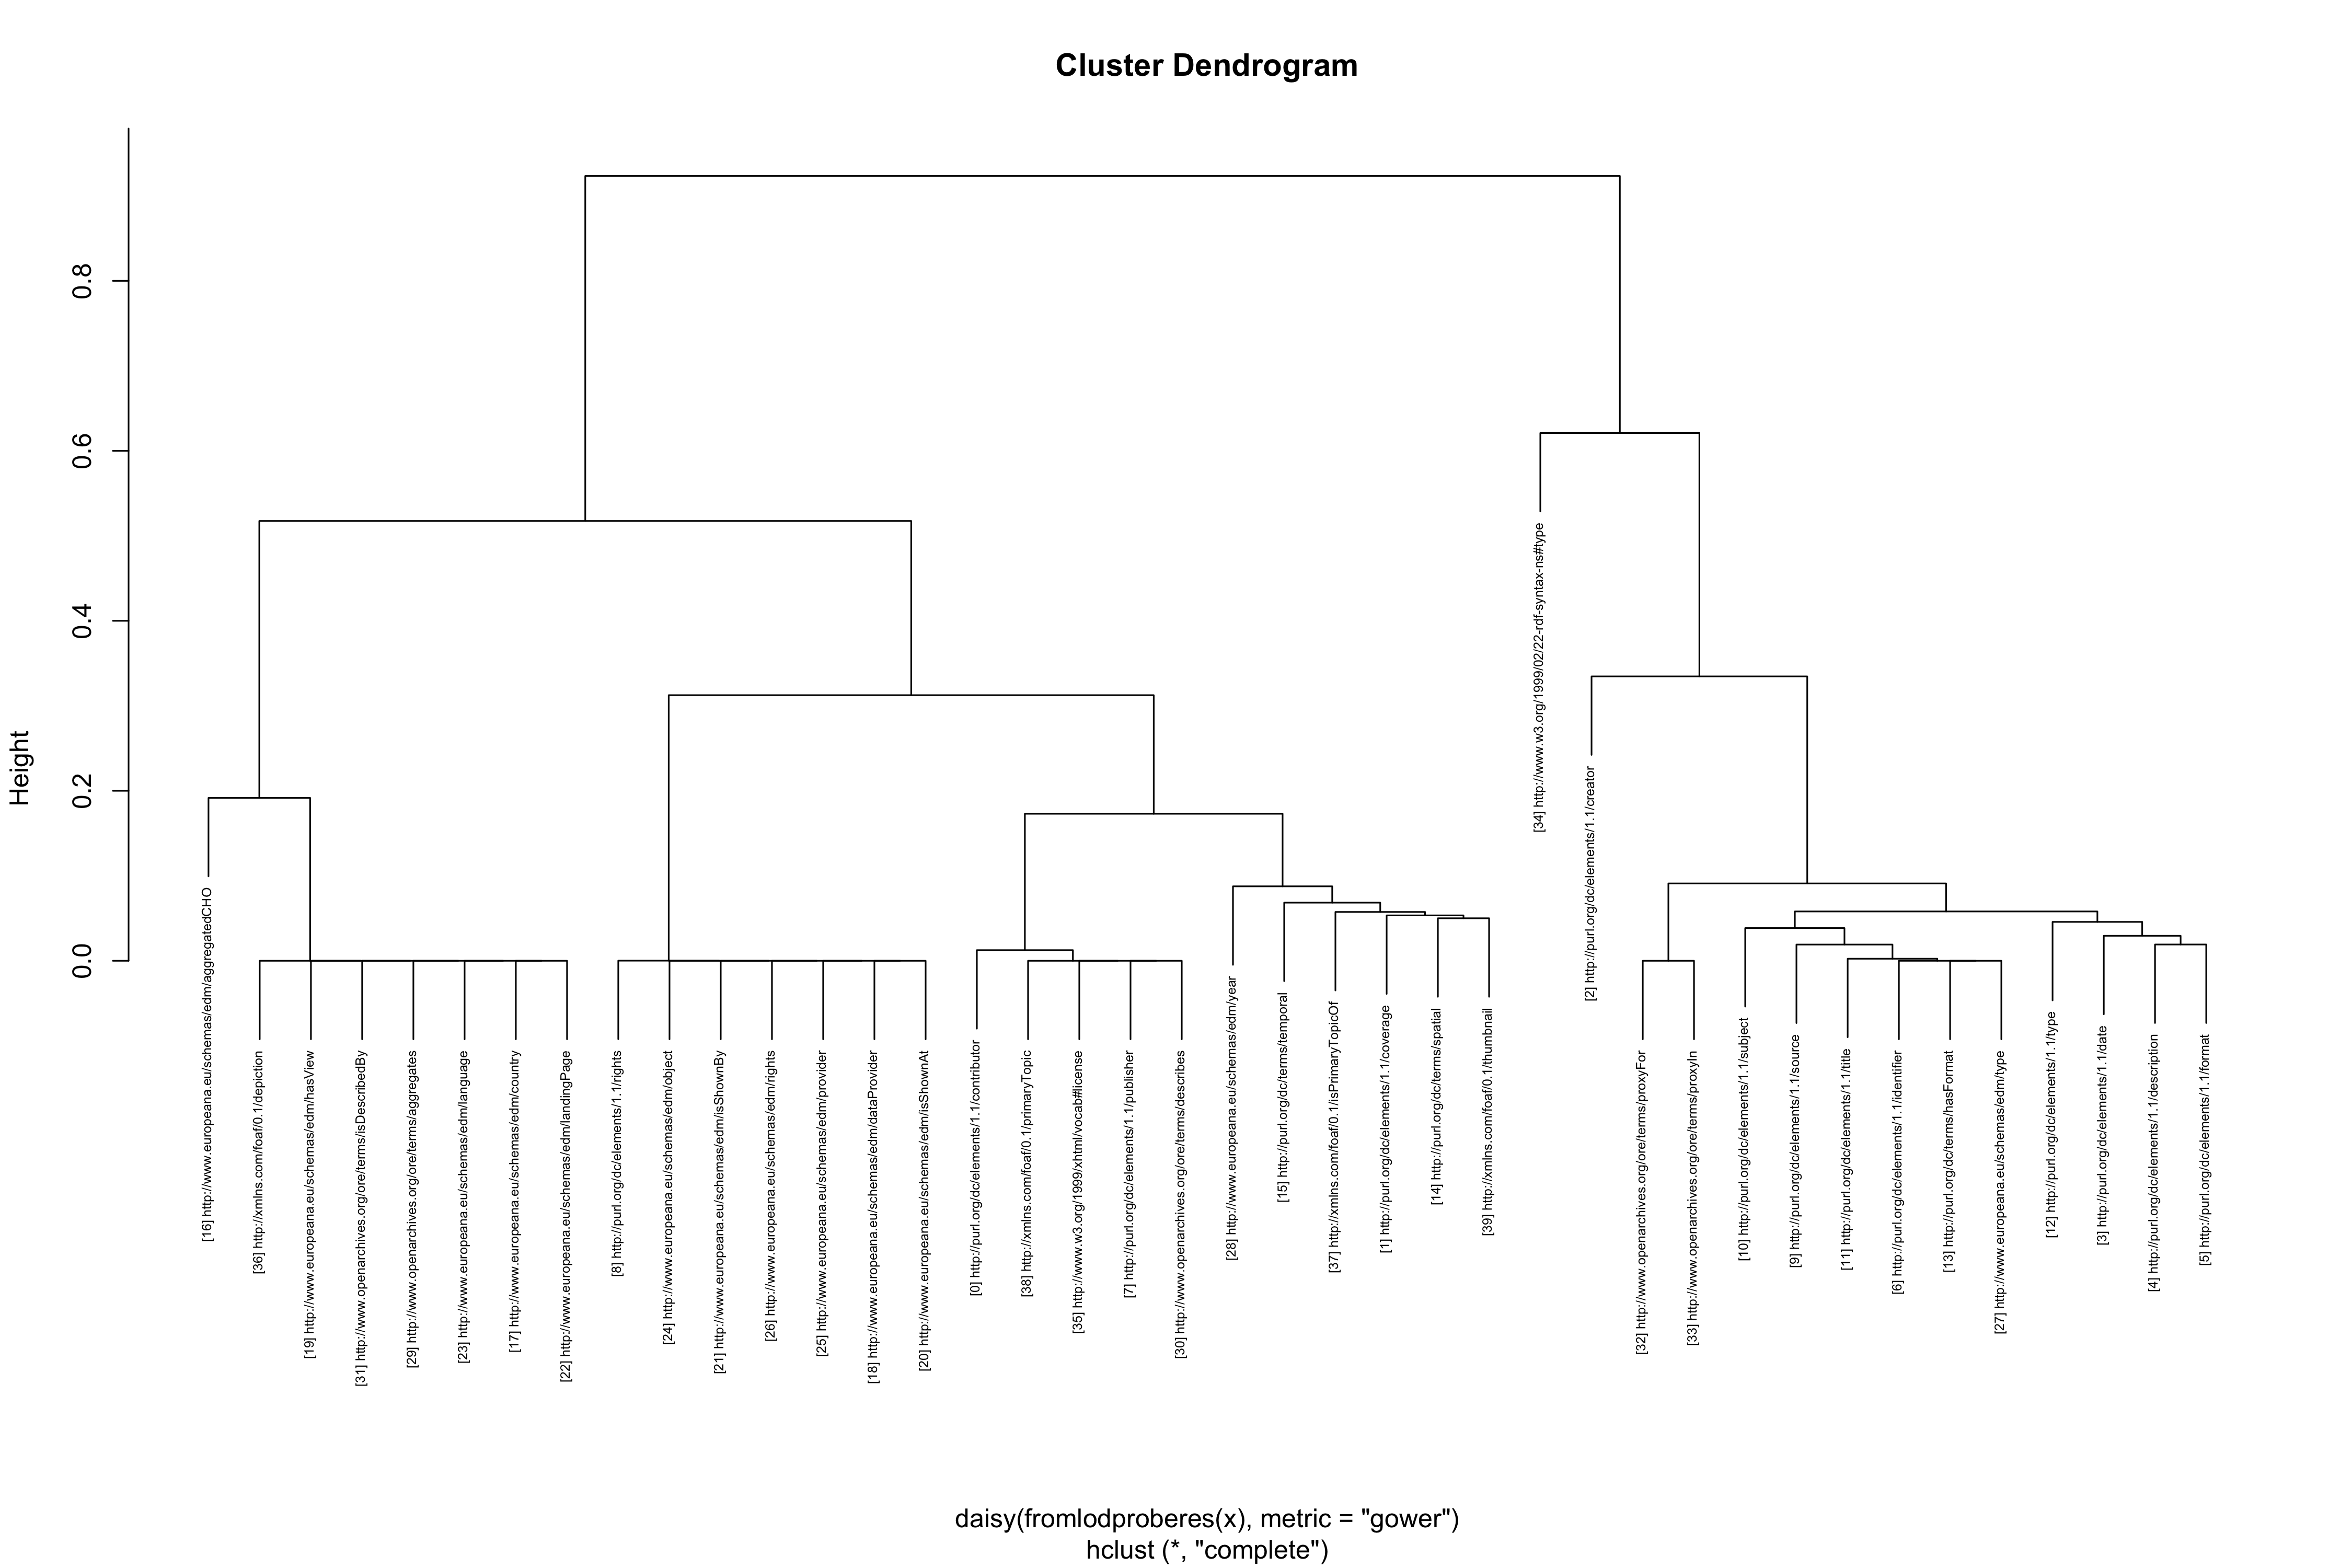 Cluster Dendrogram
Height
0.0
0.2
0.4
0.6
0.8
[16] http://www.europeana.eu/schemas/edm/aggregatedCHO
[36] http://xmlns.com/foaf/0.1/depiction
[19] http://www.europeana.eu/schemas/edm/hasView
[31] http://www.openarchives.org/ore/terms/isDescribedBy
[29] http://www.openarchives.org/ore/terms/aggregates
[23] http://www.europeana.eu/schemas/edm/language
[17] http://www.europeana.eu/schemas/edm/country
[22] http://www.europeana.eu/schemas/edm/landingPage
[8] http://purl.org/dc/elements/1.1/rights
[24] http://www.europeana.eu/schemas/edm/object
[21] http://www.europeana.eu/schemas/edm/isShownBy
[26] http://www.europeana.eu/schemas/edm/rights
[25] http://www.europeana.eu/schemas/edm/provider
[18] http://www.europeana.eu/schemas/edm/dataProvider
[20] http://www.europeana.eu/schemas/edm/isShownAt
[0] http://purl.org/dc/elements/1.1/contributor
[38] http://xmlns.com/foaf/0.1/primaryTopic
[35] http://www.w3.org/1999/xhtml/vocab#license
[7] http://purl.org/dc/elements/1.1/publisher
[30] http://www.openarchives.org/ore/terms/describes
[28] http://www.europeana.eu/schemas/edm/year
[15] http://purl.org/dc/terms/temporal
[37] http://xmlns.com/foaf/0.1/isPrimaryTopicOf
[1] http://purl.org/dc/elements/1.1/coverage
[14] http://purl.org/dc/terms/spatial
[39] http://xmlns.com/foaf/0.1/thumbnail
[34] http://www.w3.org/1999/02/22-rdf-syntax-ns#type
[2] http://purl.org/dc/elements/1.1/creator
[32] http://www.openarchives.org/ore/terms/proxyFor
[33] http://www.openarchives.org/ore/terms/proxyIn
[10] http://purl.org/dc/elements/1.1/subject
[9] http://purl.org/dc/elements/1.1/source
[11] http://purl.org/dc/elements/1.1/title
[6] http://purl.org/dc/elements/1.1/identifier
[13] http://purl.org/dc/terms/hasFormat
[27] http://www.europeana.eu/schemas/edm/type
[12] http://purl.org/dc/elements/1.1/type
[3] http://purl.org/dc/elements/1.1/date
[4] http://purl.org/dc/elements/1.1/description
[5] http://purl.org/dc/elements/1.1/format
daisy(fromlodproberes(x), metric = "gower")
hclust (*, "complete")